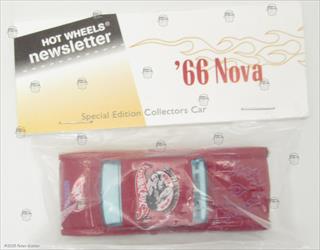 HOT WHEELS®
newsletter
'66 Nova
Special Edition Collectors Car